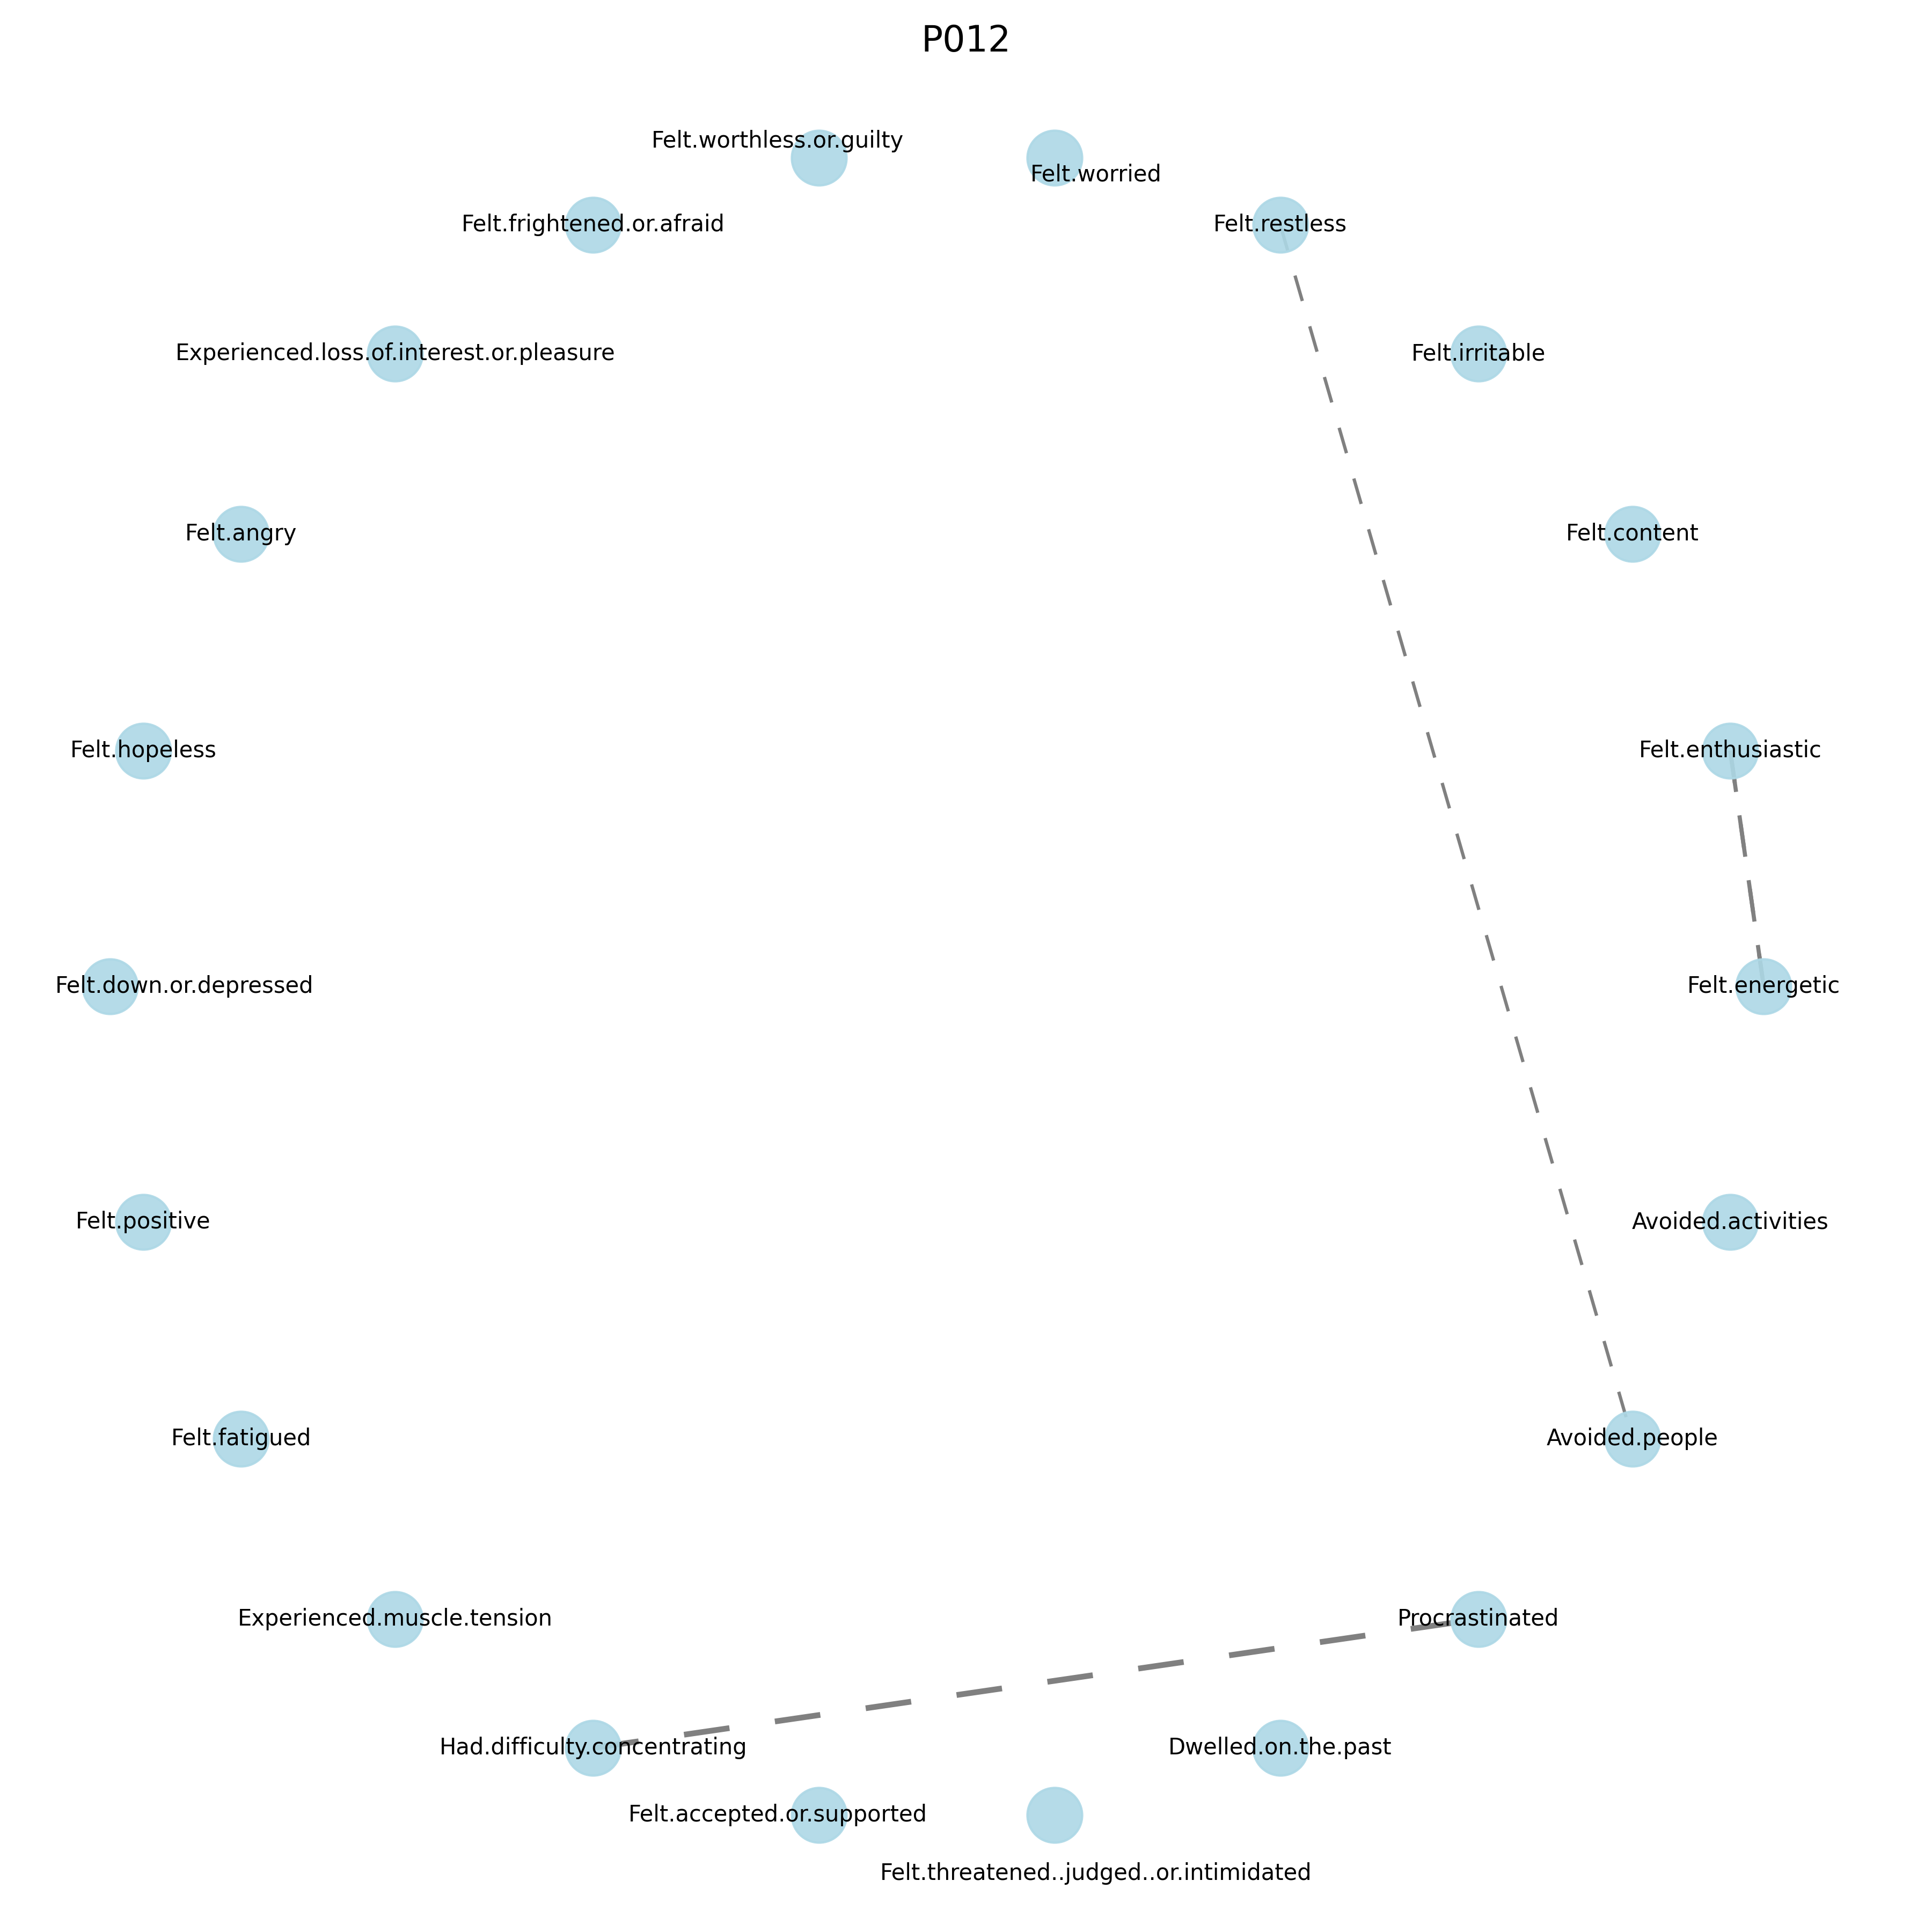 P012
Felt.worthless.or.guilty
Felt.worried
Felt.frightened.or.afraid
Felt.restless
Experienced.loss.of.interest.or.pleasure
Felt.irritable
Felt.angry
Felt.content
Felt.hopeless
Felt.enthusiastic
Felt.down.or.depressed
Felt.energetic
Felt.positive
Avoided.activities
Felt.fatigued
Avoided.people
Experienced.muscle.tension
Procrastinated
Had.difficulty.concentrating
Dwelled.on.the.past
Felt.accepted.or.supported
Felt.threatened..judged..or.intimidated